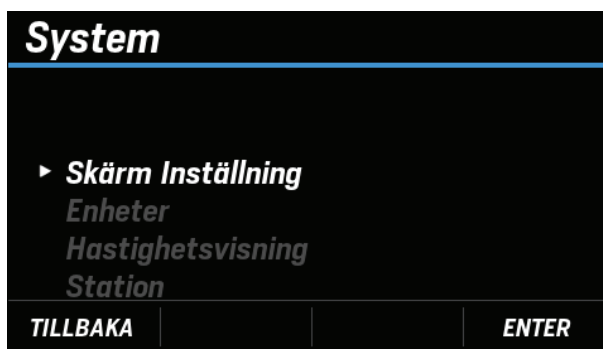 System
Skärm Inställning
Enheter
Hastighetsvisning
Station
TILLBAKA ENTER